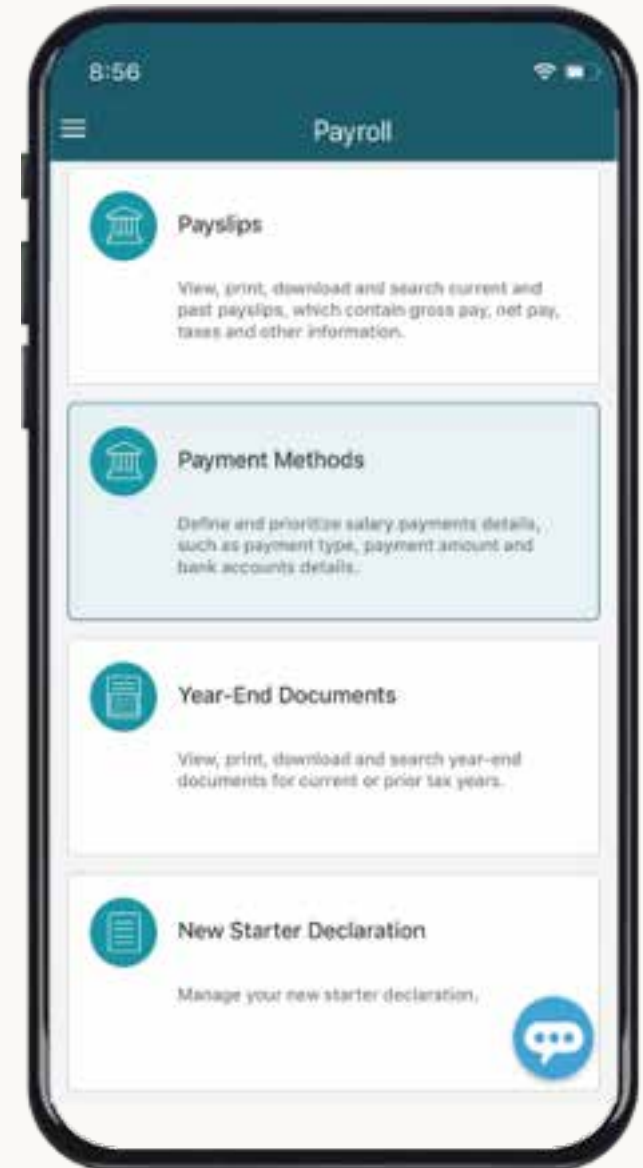 8:56
Payroll
Payslips
View, print, download and search current and
past payslips, which contain gross pay, net pay,
taxes and other information.
Payment Methods
Define and prioritize salary payments details,
such as payment type, payment amount and
bank accounts details.
Year-End Documents
View, print, download and search year-end
documents for current or prior tax years.
New Starter Declaration
Manage your new starter declaration.